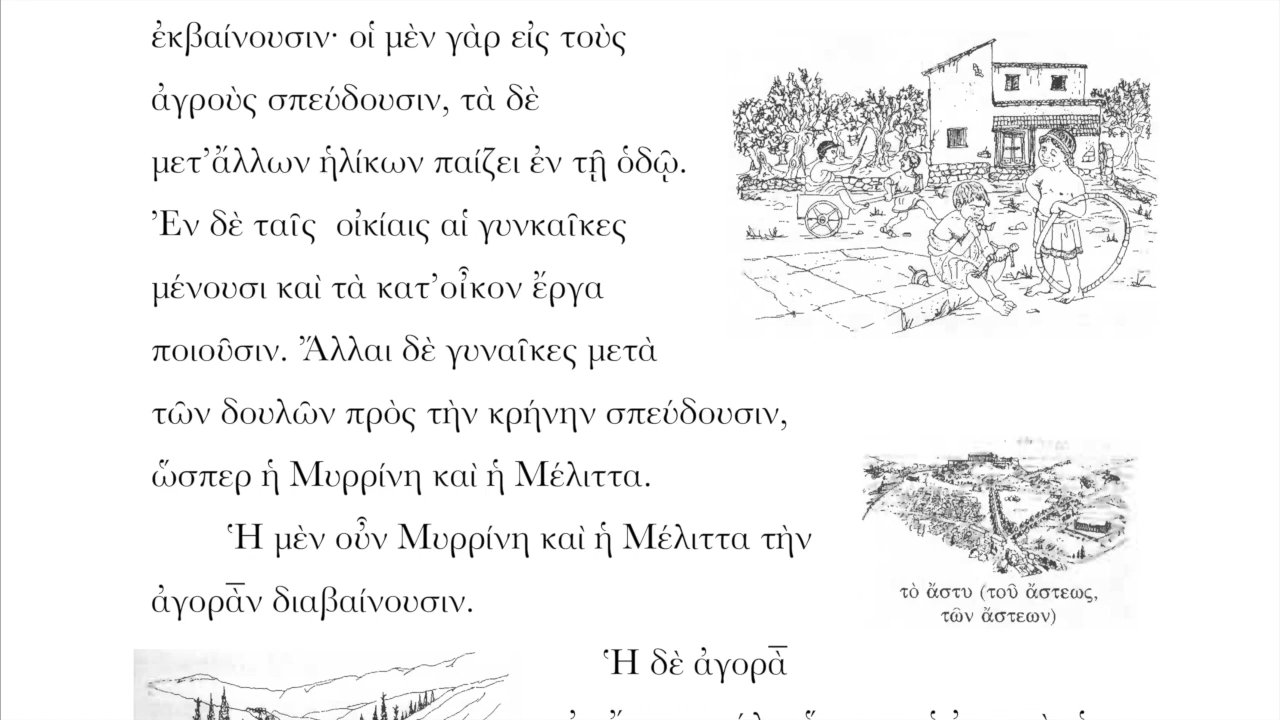 ἐκβαίνουσιν· οἱ μὲν γὰρ εἰς τοὺς
ἀγροὺς σπεύδουσιν, τὰ δὲ
μετ’ἄλλων ἡλίκων παίζει ἐν τῇ ὁδῷ.
Ἐν δὲ ταῖς οἰκίαις αἱ γυνκαῖκες
μένουσι καὶ τὰ κατ’οἶκον ἔργα
ποιοῦσιν. Ἄλλαι δὲ γυναῖκες μετὰ
τῶν δουλῶν πρὸς τὴν κρήνην σπεύδουσιν,
ὥσπερ ἡ Μυρρίνη καὶ ἡ Μέλιττα.
Ἡ μὲν οὖν Μυρρίνη καὶ ἡ Μέλιττα τὴν
ἀγορᾱ̀ν διαβαίνουσιν.
τὸ ἄστυ (τοῦ ἄστεως,
τῶν ἄστεων)
Ἡ δὲ ἀγορᾱ̀